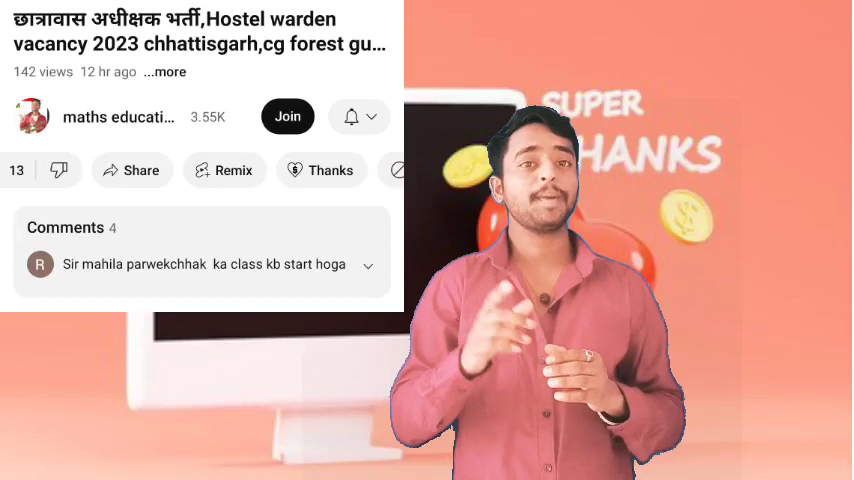 छात्रावास अधीक्षक भर्ती,Hostel warden
vacancy 2023 chhattisgarh,cg forest gu...
142 views 12 hr ago ...more
maths educati... 3.55K Join
13 Share Remix Thanks
Comments 4
R Sir mahila parwekchhak ka class kb start hoga
SUPER
THANKS